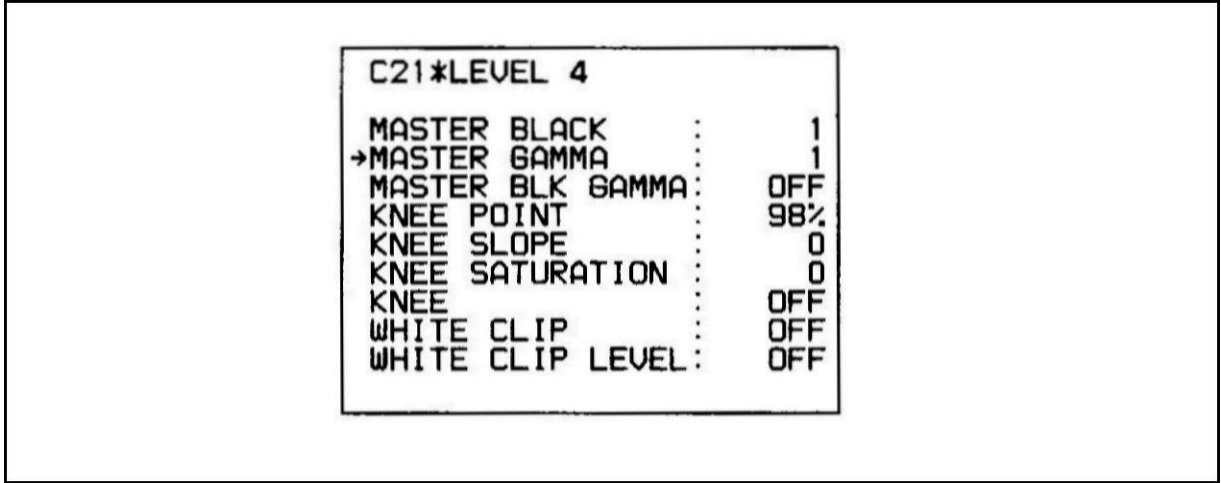 C21*LEVEL 4
MASTER BLACK : 1
→MASTER GAMMA : 1
MASTER BLK GAMMA: OFF
KNEE POINT : 98%
KNEE SLOPE : 0
KNEE SATURATION : 0
KNEE : OFF
WHITE CLIP : OFF
WHITE CLIP LEVEL: OFF